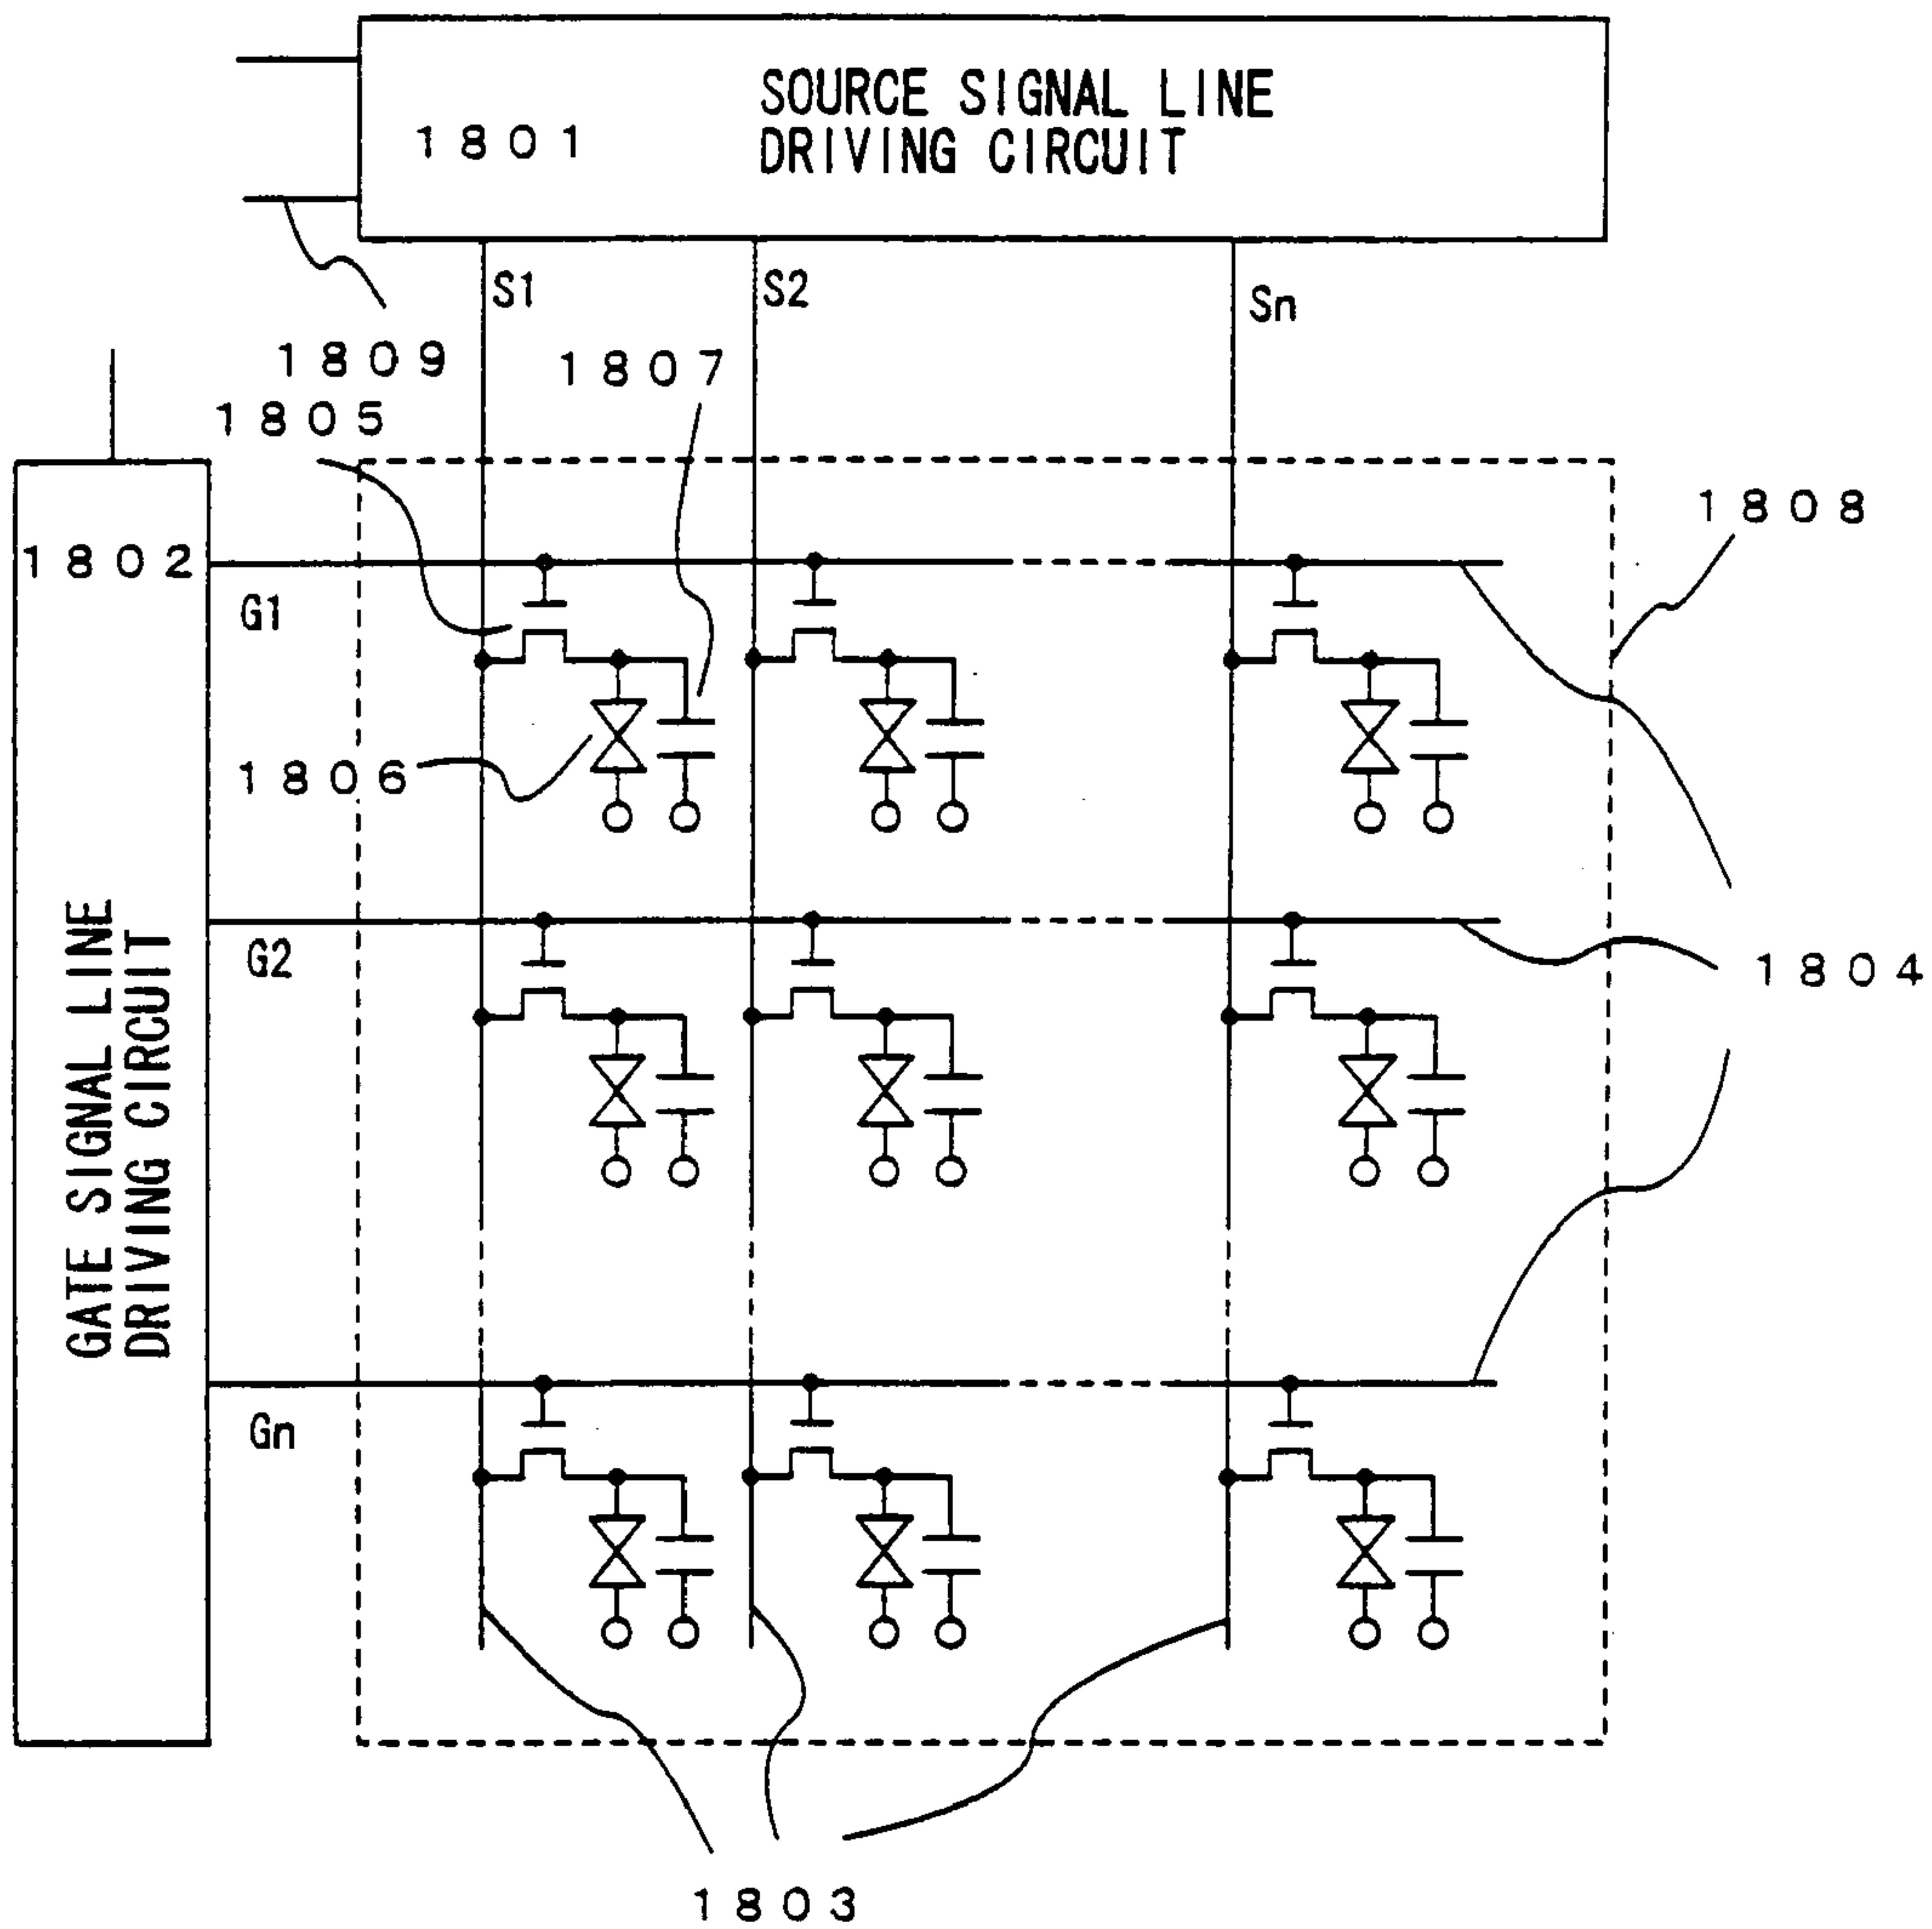 SOURCE SIGNAL LINE
DRIVING CIRCUIT
1801
S1
S2
Sn
1809
1807
1805
1808
1802
G1
1806
G2
1804
GATE SIGNAL LINE
DRIVING CIRCUIT
Gn
1803